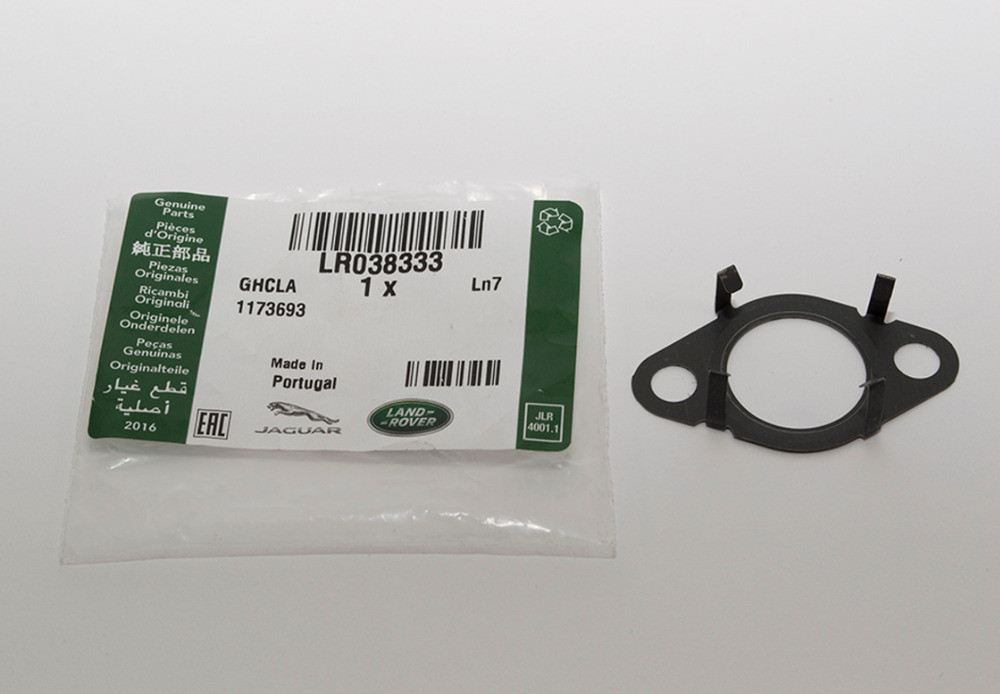 Genuine
Parts
Pièces
d'Origine
純正部品
Piezas
Originales
Ricambi
Originali
Originele
Onderdelen
Peças
Genuinas
Originalteile
قطع غيار
أصلية
2016
EAC
LR038333
GHCLA
1 x
Ln7
1173693
Made In
Portugal
JAGUAR
LAND-
-ROVER
JLR
4001.1